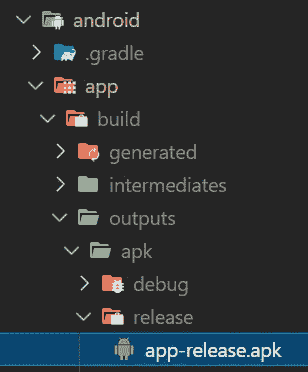 android
.gradle
app
build
generated
intermediates
outputs
apk
debug
release
app-release.apk